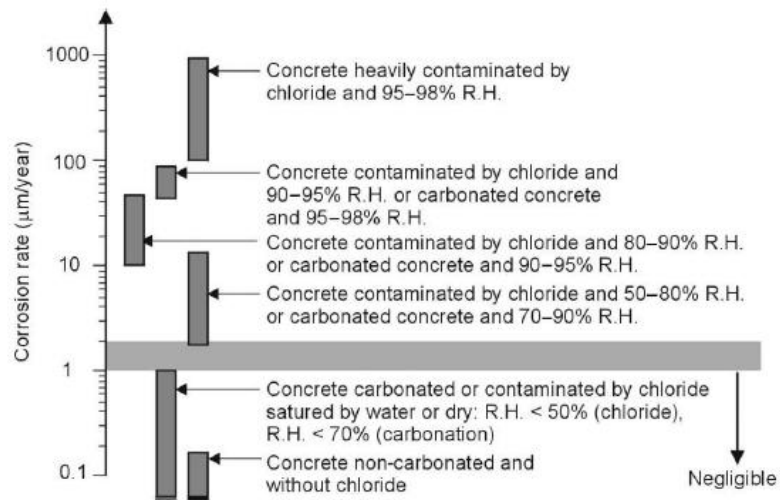 1000
Concrete heavily contaminated by
chloride and 95–98% R.H.
100
Concrete contaminated by chloride and
90–95% R.H. or carbonated concrete
and 95–98% R.H.
Concrete contaminated by chloride and 80–90% R.H.
or carbonated concrete and 90–95% R.H.
10
Concrete contaminated by chloride and 50–80% R.H.
or carbonated concrete and 70–90% R.H.
Corrosion rate (μm/year)
1
Concrete carbonated or contaminated by chloride
satured by water or dry: R.H. < 50% (chloride),
R.H. < 70% (carbonation)
0.1
Concrete non-carbonated and
without chloride
Negligible